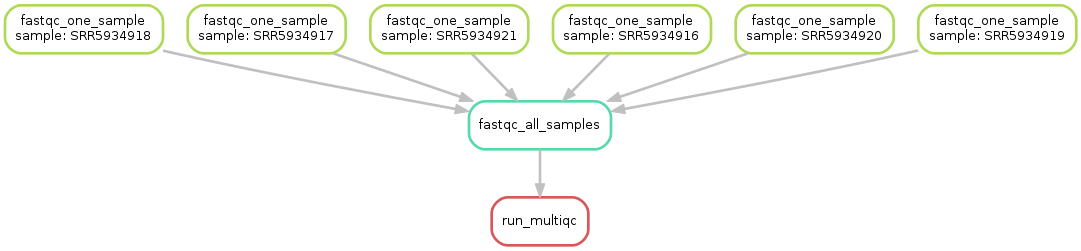 fastqc_one_sample
sample: SRR5934918
fastqc_one_sample
sample: SRR5934917
fastqc_one_sample
sample: SRR5934921
fastqc_one_sample
sample: SRR5934916
fastqc_one_sample
sample: SRR5934920
fastqc_one_sample
sample: SRR5934919
fastqc_all_samples
run_multiqc